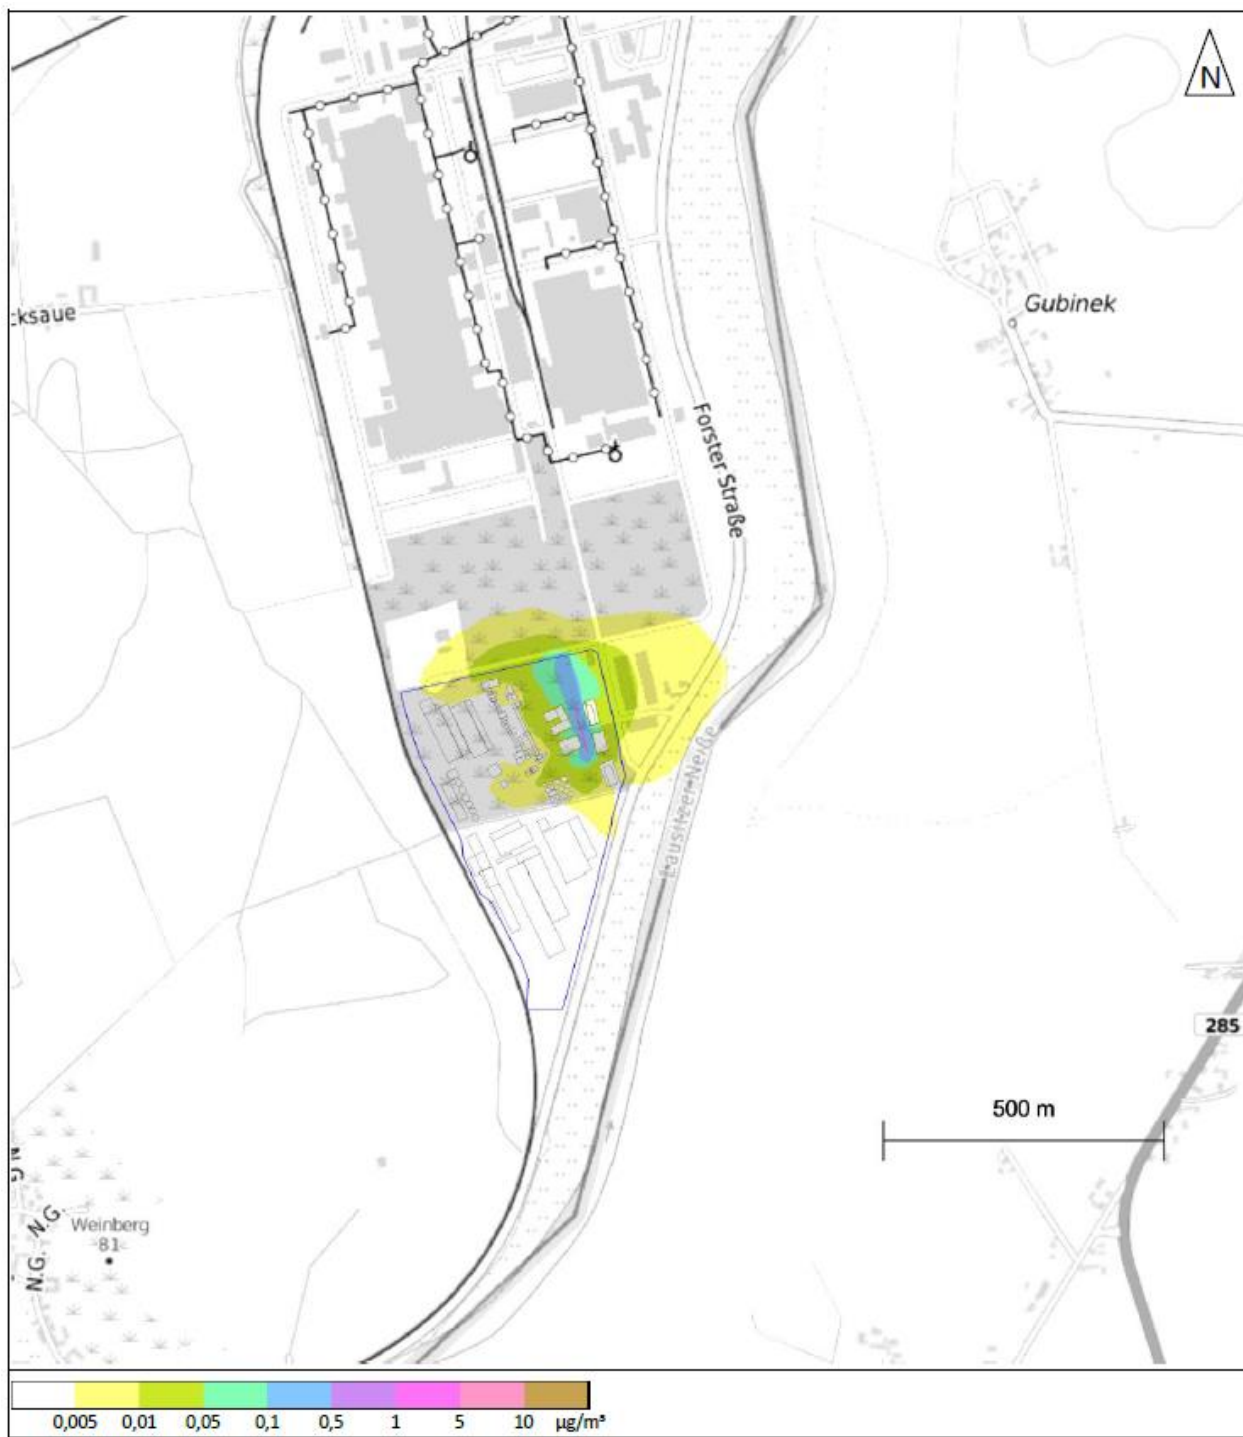 N
cksaue
Gubinek
Forster Straße
Lausitzer Neiße
285
500 m
N.G.
N.G.
Weinberg
81
N.G.
0,005 0,01 0,05 0,1 0,5 1 5 10 µg/m³